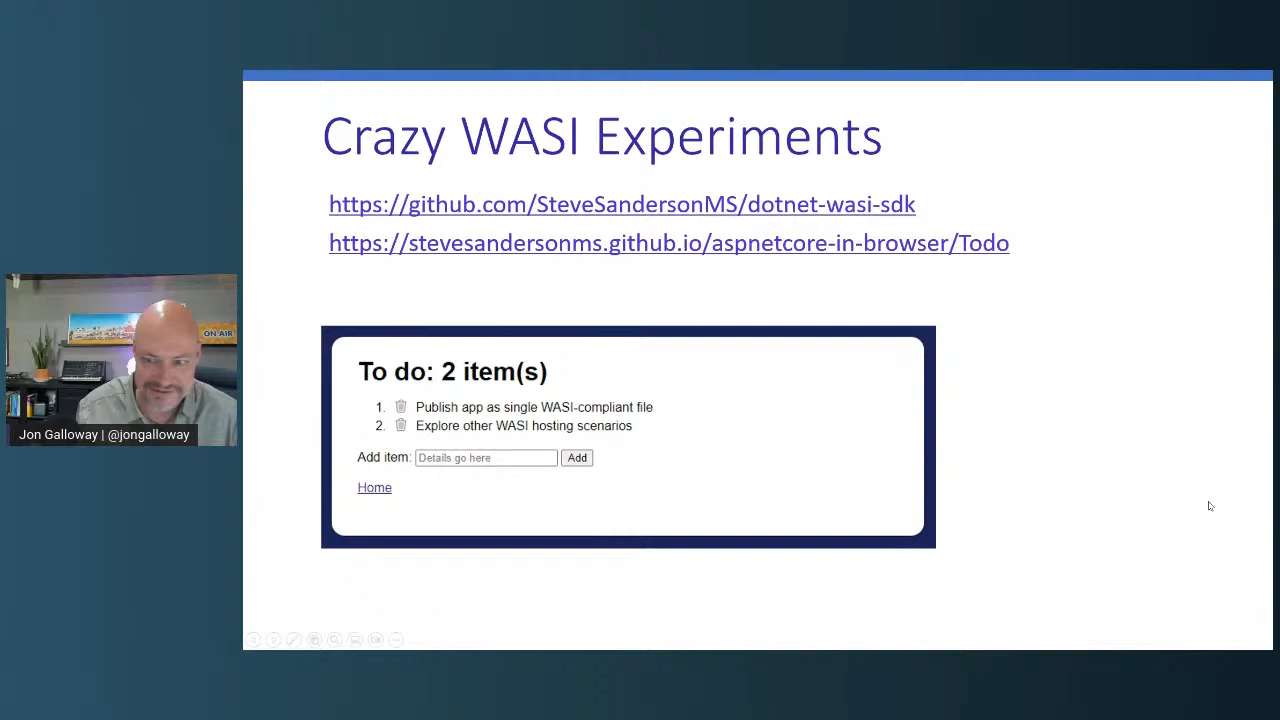 Crazy WASI Experiments
https://github.com/SteveSandersonMS/dotnet-wasi-sdk
https://stevesandersonms.github.io/aspnetcore-in-browser/Todo
ON AIR
Jon Galloway | @jongalloway
To do: 2 item(s)
1. Publish app as single WASI-compliant file
2. Explore other WASI hosting scenarios
Add item: Details go here Add
Home